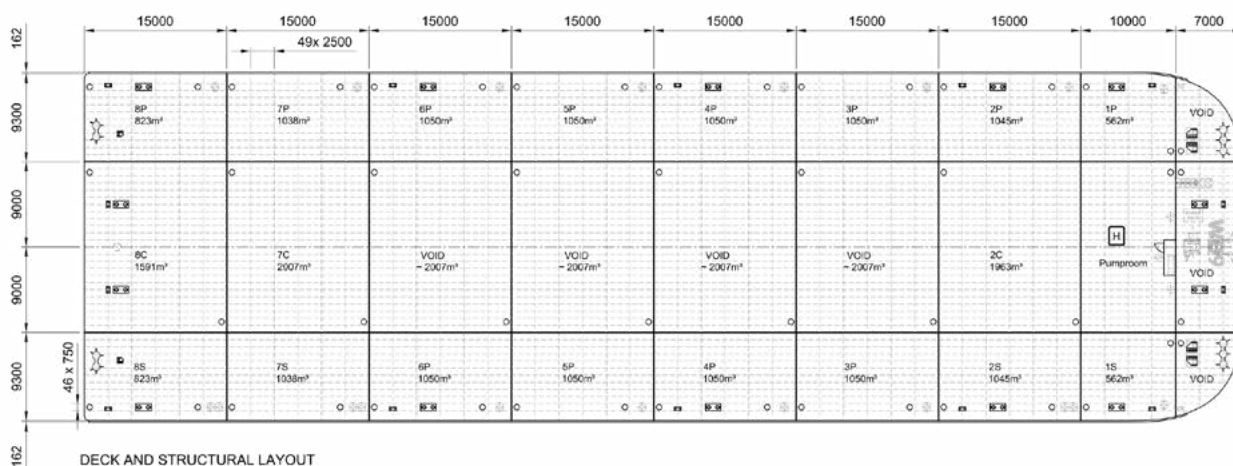 15000 15000 15000 15000 15000 15000 15000 10000 7000
162
49x 2500
9300
8P 7P 6P 5P 4P 3P 2P 1P
823m³ 1038m³ 1050m³ 1050m³ 1050m³ 1050m³ 1045m³ 562m³
VOID
9000
H
8C 7C VOID VOID VOID VOID 2C Pumproom
1591m³ 2007m³ ~ 2007m³ ~ 2007m³ ~ 2007m³ ~ 2007m³ 1963m³
VOID
9000
9300
46 x 750
8S 7S 6P 5P 4P 3P 2S 1S
823m³ 1038m³ 1050m³ 1050m³ 1050m³ 1050m³ 1045m³ 562m³
VOID
162
DECK AND STRUCTURAL LAYOUT